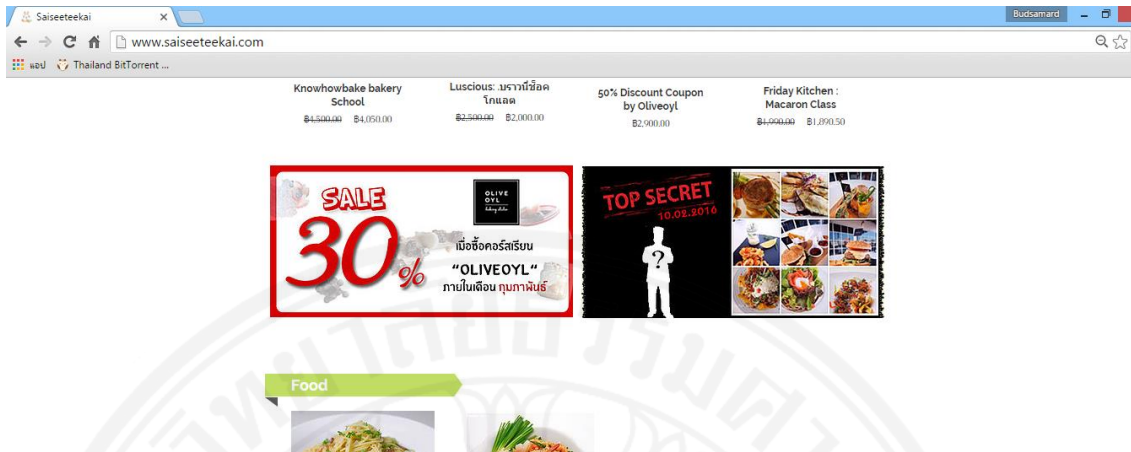 Saiseeteekai
Budsamard
www.saiseeteekai.com
แอป Thailand BitTorrent ...
Knowhowbake bakery
School
฿4,500.00 ฿4,050.00
Luscious: .บราวนี่ช็อค
โกแลต
฿2,500.00 ฿2,000.00
50% Discount Coupon
by Oliveoyl
฿2,900.00
Friday Kitchen :
Macaron Class
฿1,990.00 ฿1,890.50
SALE
30%
OLIVE
OYL
เมื่อซื้อคอร์สเรียน
“OLIVEOYL“
ภายในเดือน กุมภาพันธ์
TOP SECRET
10.02.2016
?
Food